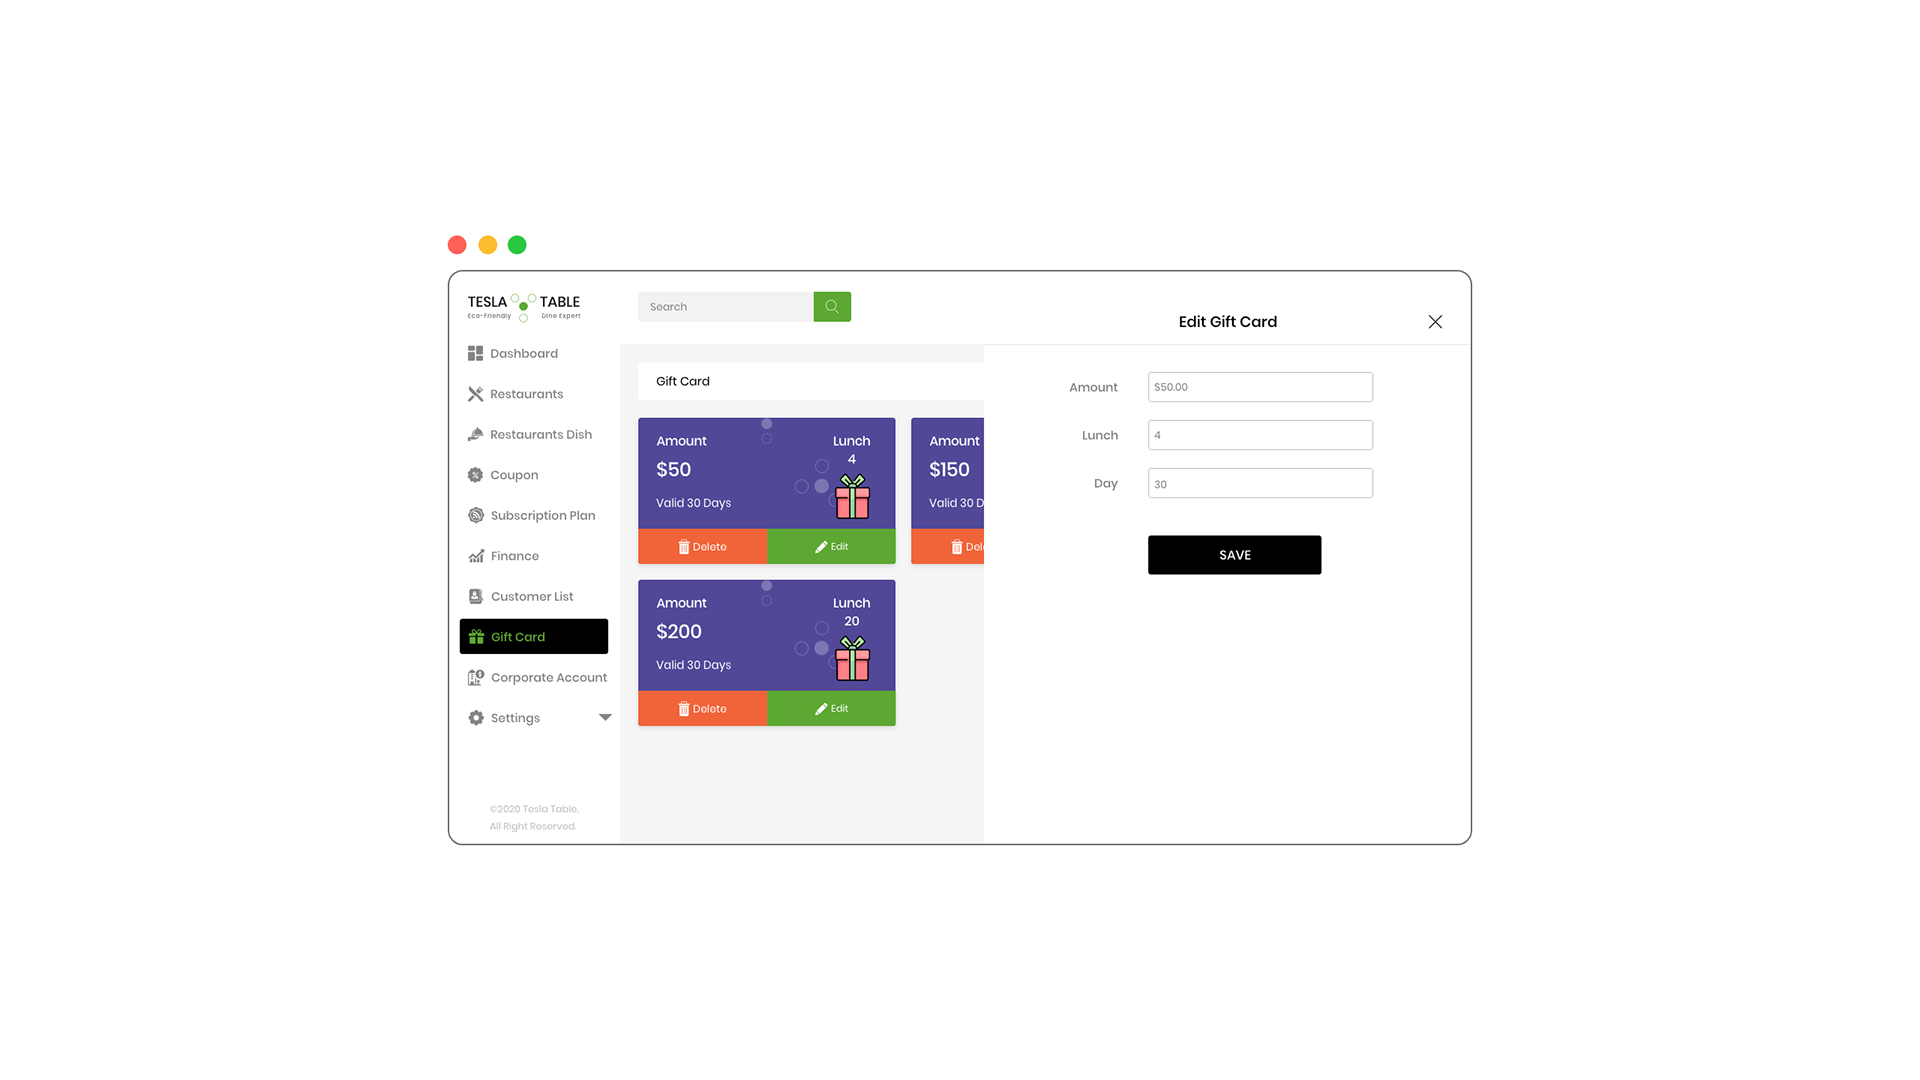 TESLA TABLE
Eco-Friendly Dine Expert
Dashboard
Restaurants
Restaurants Dish
Coupon
Subscription Plan
Finance
Customer List
Gift Card
Corporate Account
Settings
©2020 Tesla Table.
All Right Reserved.
Search
Gift Card
Amount
$50
Valid 30 Days
Lunch
4
Delete
Edit
Amount
$150
Valid 30 D
Del
Amount
$200
Valid 30 Days
Lunch
20
Delete
Edit
Edit Gift Card
Amount
$50.00
Lunch
4
Day
30
SAVE